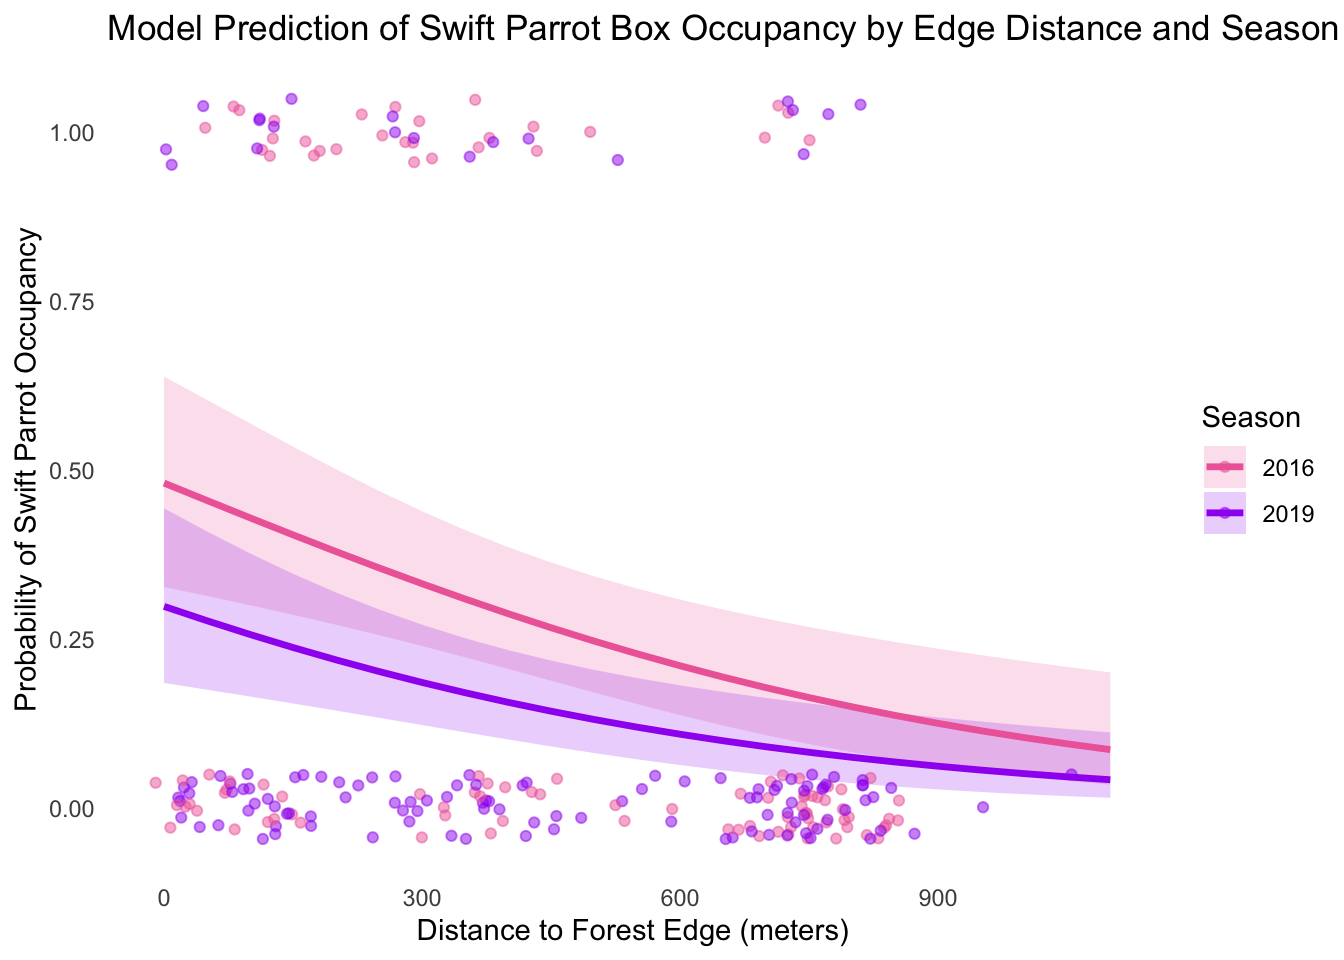 Model Prediction of Swift Parrot Box Occupancy by Edge Distance and Season
Probability of Swift Parrot Occupancy
1.00
0.75
0.50
0.25
0.00
0
300
600
900
Distance to Forest Edge (meters)
Season
2016
2019